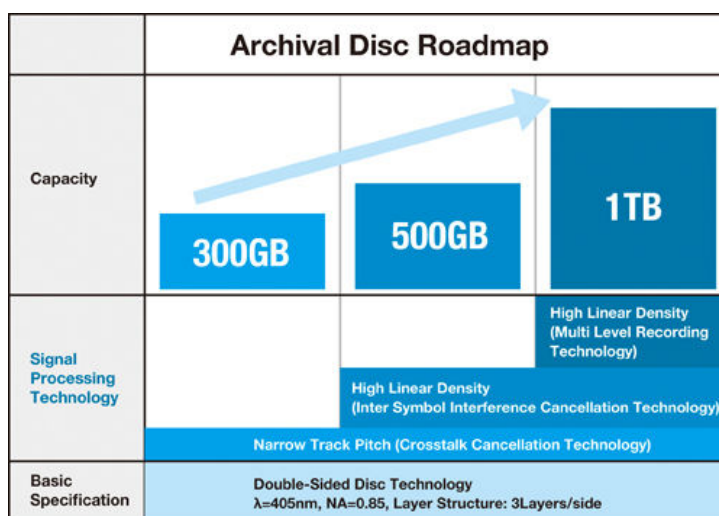 Archival Disc Roadmap
Capacity
300GB
500GB
1TB
Signal
Processing
Technology
High Linear Density
(Multi Level Recording
Technology)
High Linear Density
(Inter Symbol Interference Cancellation Technology)
Narrow Track Pitch (Crosstalk Cancellation Technology)
Basic
Specification
Double-Sided Disc Technology
λ=405nm, NA=0.85, Layer Structure: 3Layers/side